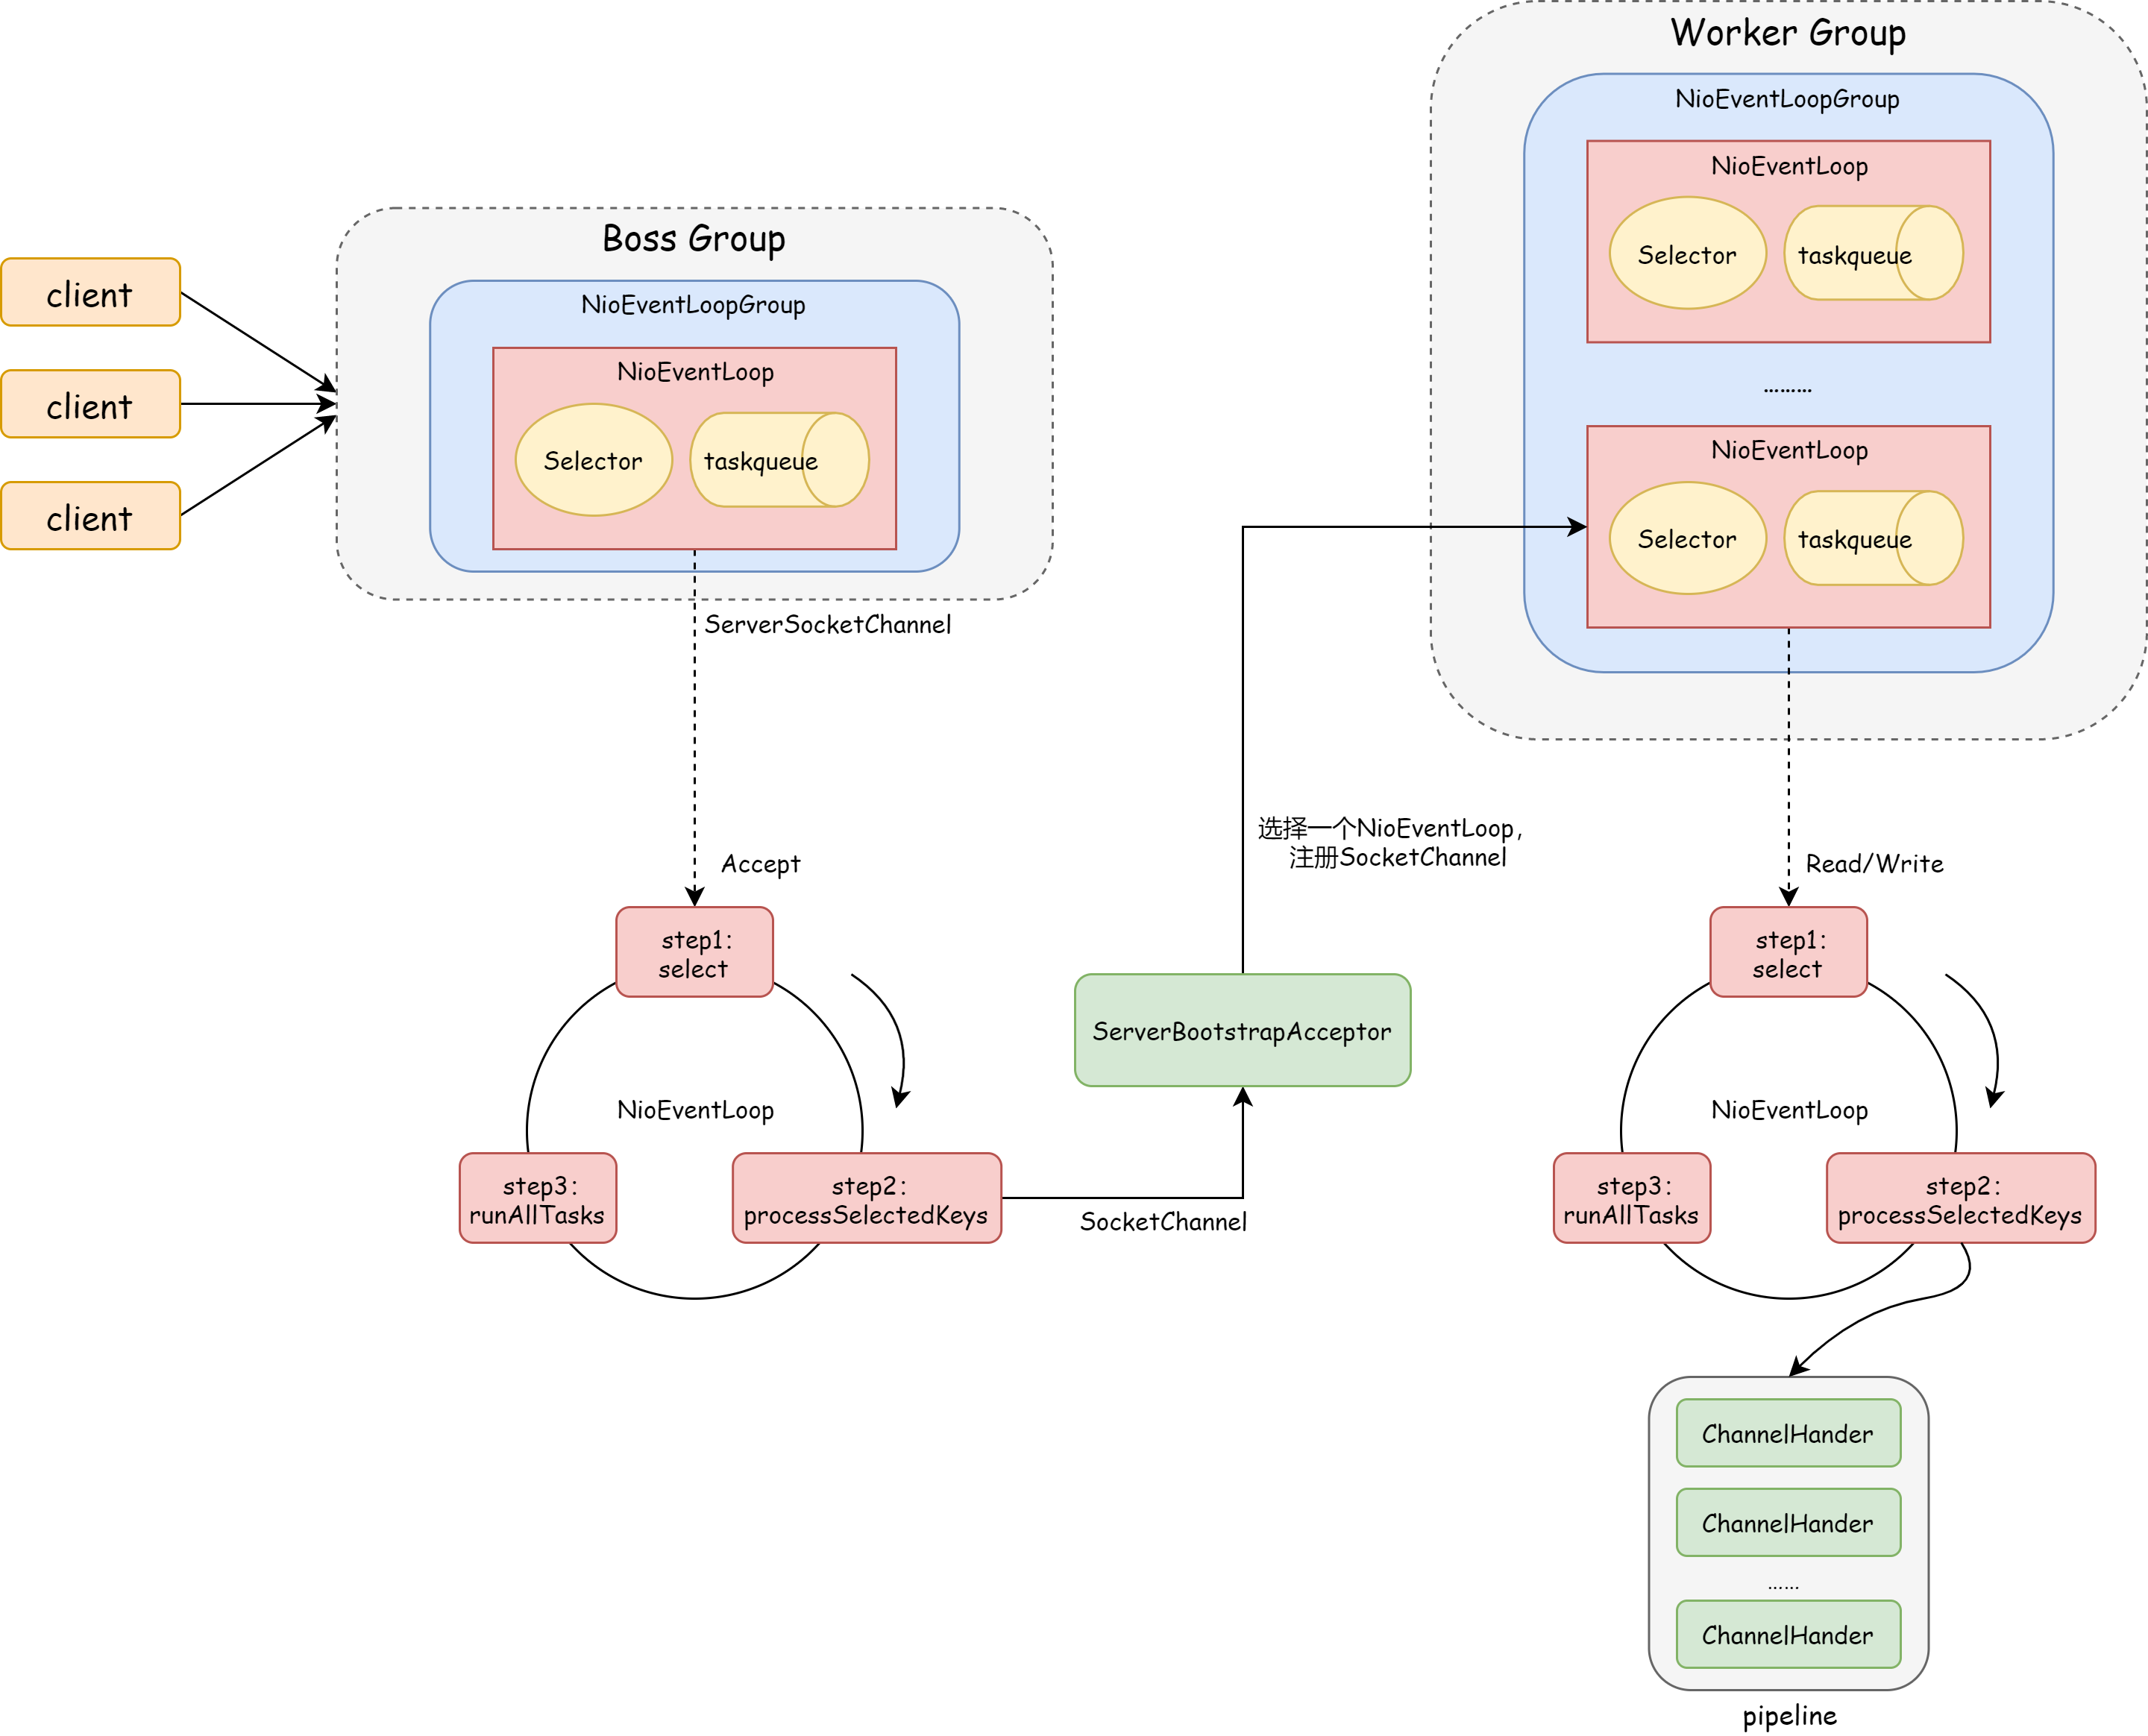 client
client
client
Boss Group
NioEventLoopGroup
NioEventLoop
Selector
taskqueue
ServerSocketChannel
Accept
step1：
select
NioEventLoop
step3：
runAllTasks
step2：
processSelectedKeys
SocketChannel
ServerBootstrapAcceptor
选择一个NioEventLoop，
注册SocketChannel
Worker Group
NioEventLoopGroup
NioEventLoop
Selector
taskqueue
………
NioEventLoop
Selector
taskqueue
Read/Write
step1：
select
NioEventLoop
step3：
runAllTasks
step2：
processSelectedKeys
ChannelHander
ChannelHander
……
ChannelHander
pipeline